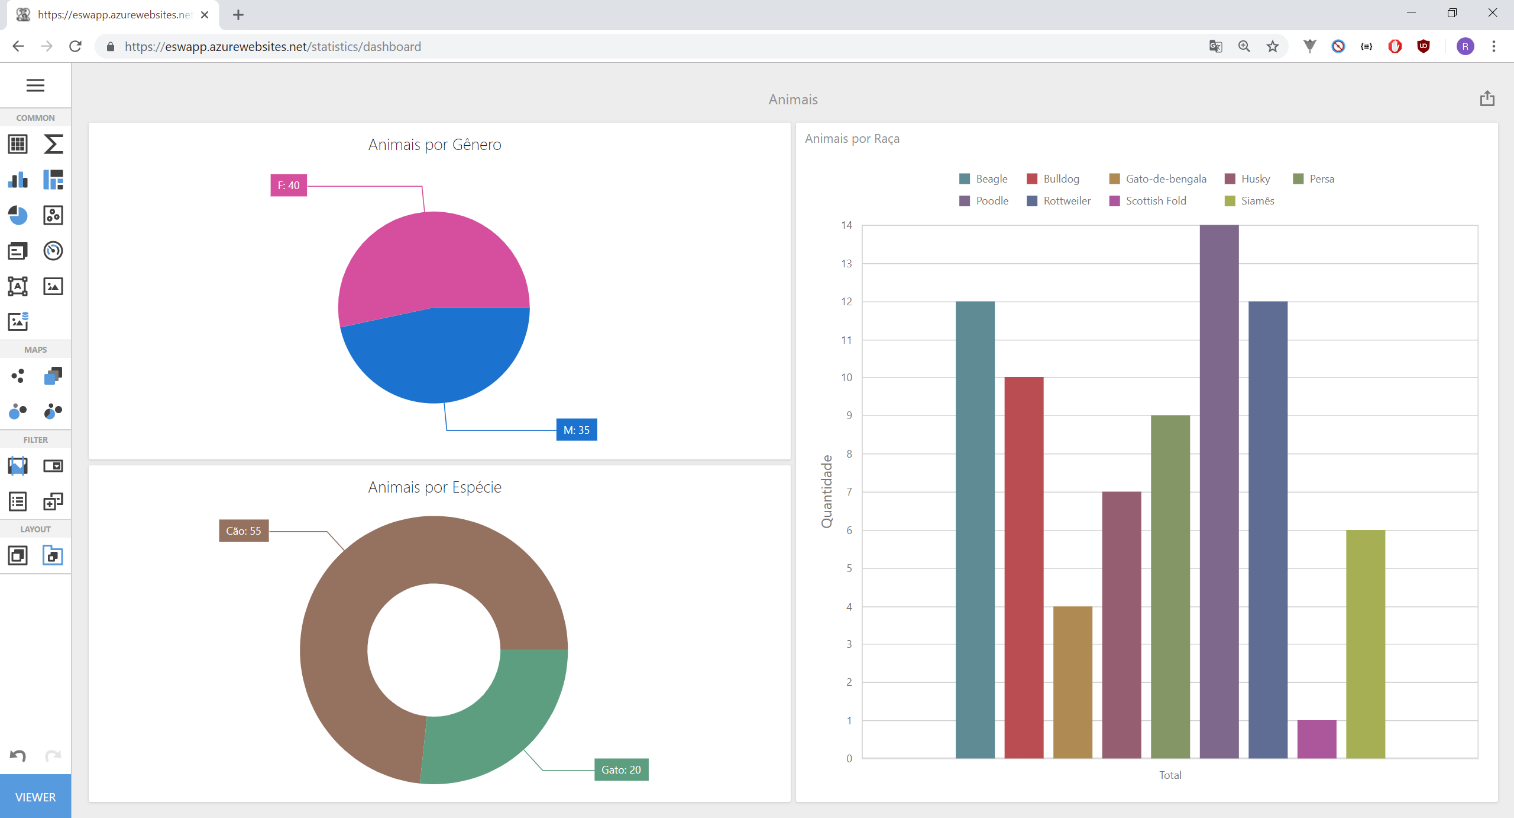 https://eswapp.azurewebsites.net
https://eswapp.azurewebsites.net/statistics/dashboard
R
COMMON
MAPS
FILTER
LAYOUT
VIEWER
Animais
Animais por Gênero
F: 40
M: 35
Animais por Espécie
Cão: 55
Gato: 20
Animais por Raça
Beagle Bulldog Gato-de-bengala Husky Persa
Poodle Rottweiler Scottish Fold Siamês
14
13
12
11
10
9
8
7
6
5
4
3
2
1
0
Quantidade
Total